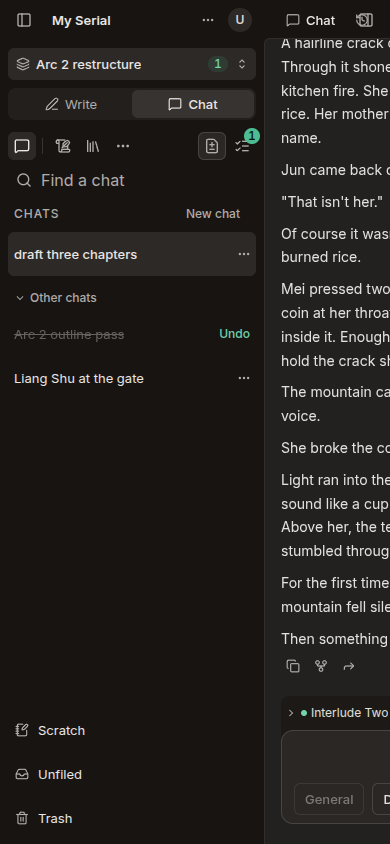 My Serial
U
Chat
Arc 2 restructure
1
Write
Chat
1
Find a chat
CHATS
New chat
draft three chapters
Other chats
Arc 2 outline pass
Undo
Liang Shu at the gate
Scratch
Unfiled
Trash
A hairline crack
Through it shone
kitchen fire. She
rice. Her mother
name.
Jun came back
"That isn't her."
Of course it was
burned rice.
Mei pressed two
coin at her throa
inside it. Enough
hold the crack sh
The mountain ca
voice.
She broke the co
Light ran into the
sound like a cup
Above her, the te
stumbled throug
For the first time
mountain fell sile
Then something
Interlude Two
General
D